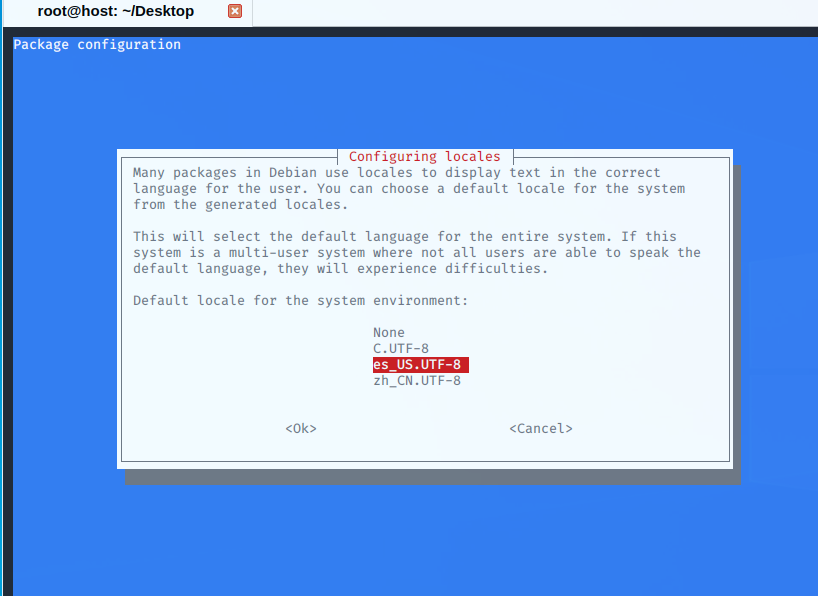 root@host: ~/Desktop
Package configuration
Configuring locales
Many packages in Debian use locales to display text in the correct
language for the user. You can choose a default locale for the system
from the generated locales.
This will select the default language for the entire system. If this
system is a multi-user system where not all users are able to speak the
default language, they will experience difficulties.
Default locale for the system environment:
None
C.UTF-8
es_US.UTF-8
zh_CN.UTF-8
<Ok> <Cancel>